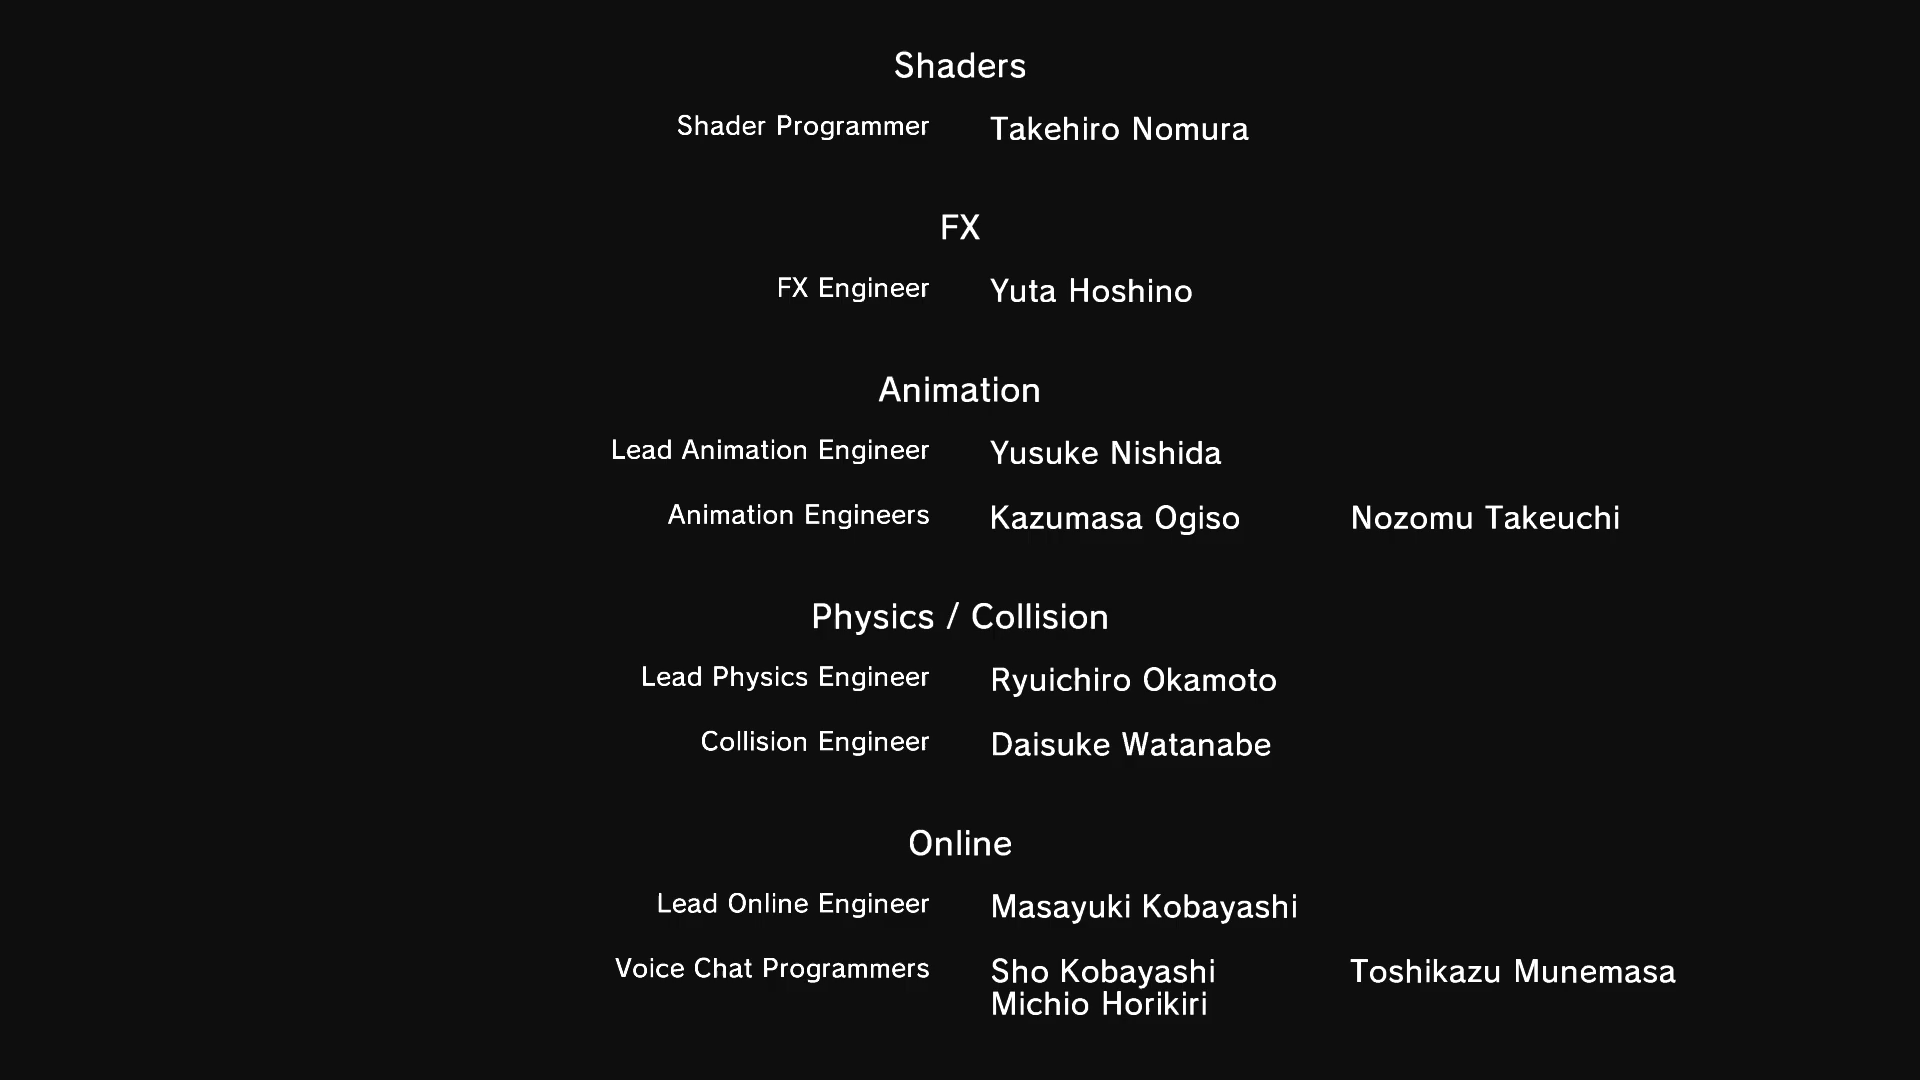 Shaders
Shader Programmer Takehiro Nomura
FX
FX Engineer Yuta Hoshino
Animation
Lead Animation Engineer Yusuke Nishida
Animation Engineers Kazumasa Ogiso Nozomu Takeuchi
Physics / Collision
Lead Physics Engineer Ryuichiro Okamoto
Collision Engineer Daisuke Watanabe
Online
Lead Online Engineer Masayuki Kobayashi
Voice Chat Programmers Sho Kobayashi Toshikazu Munemasa
Michio Horikiri